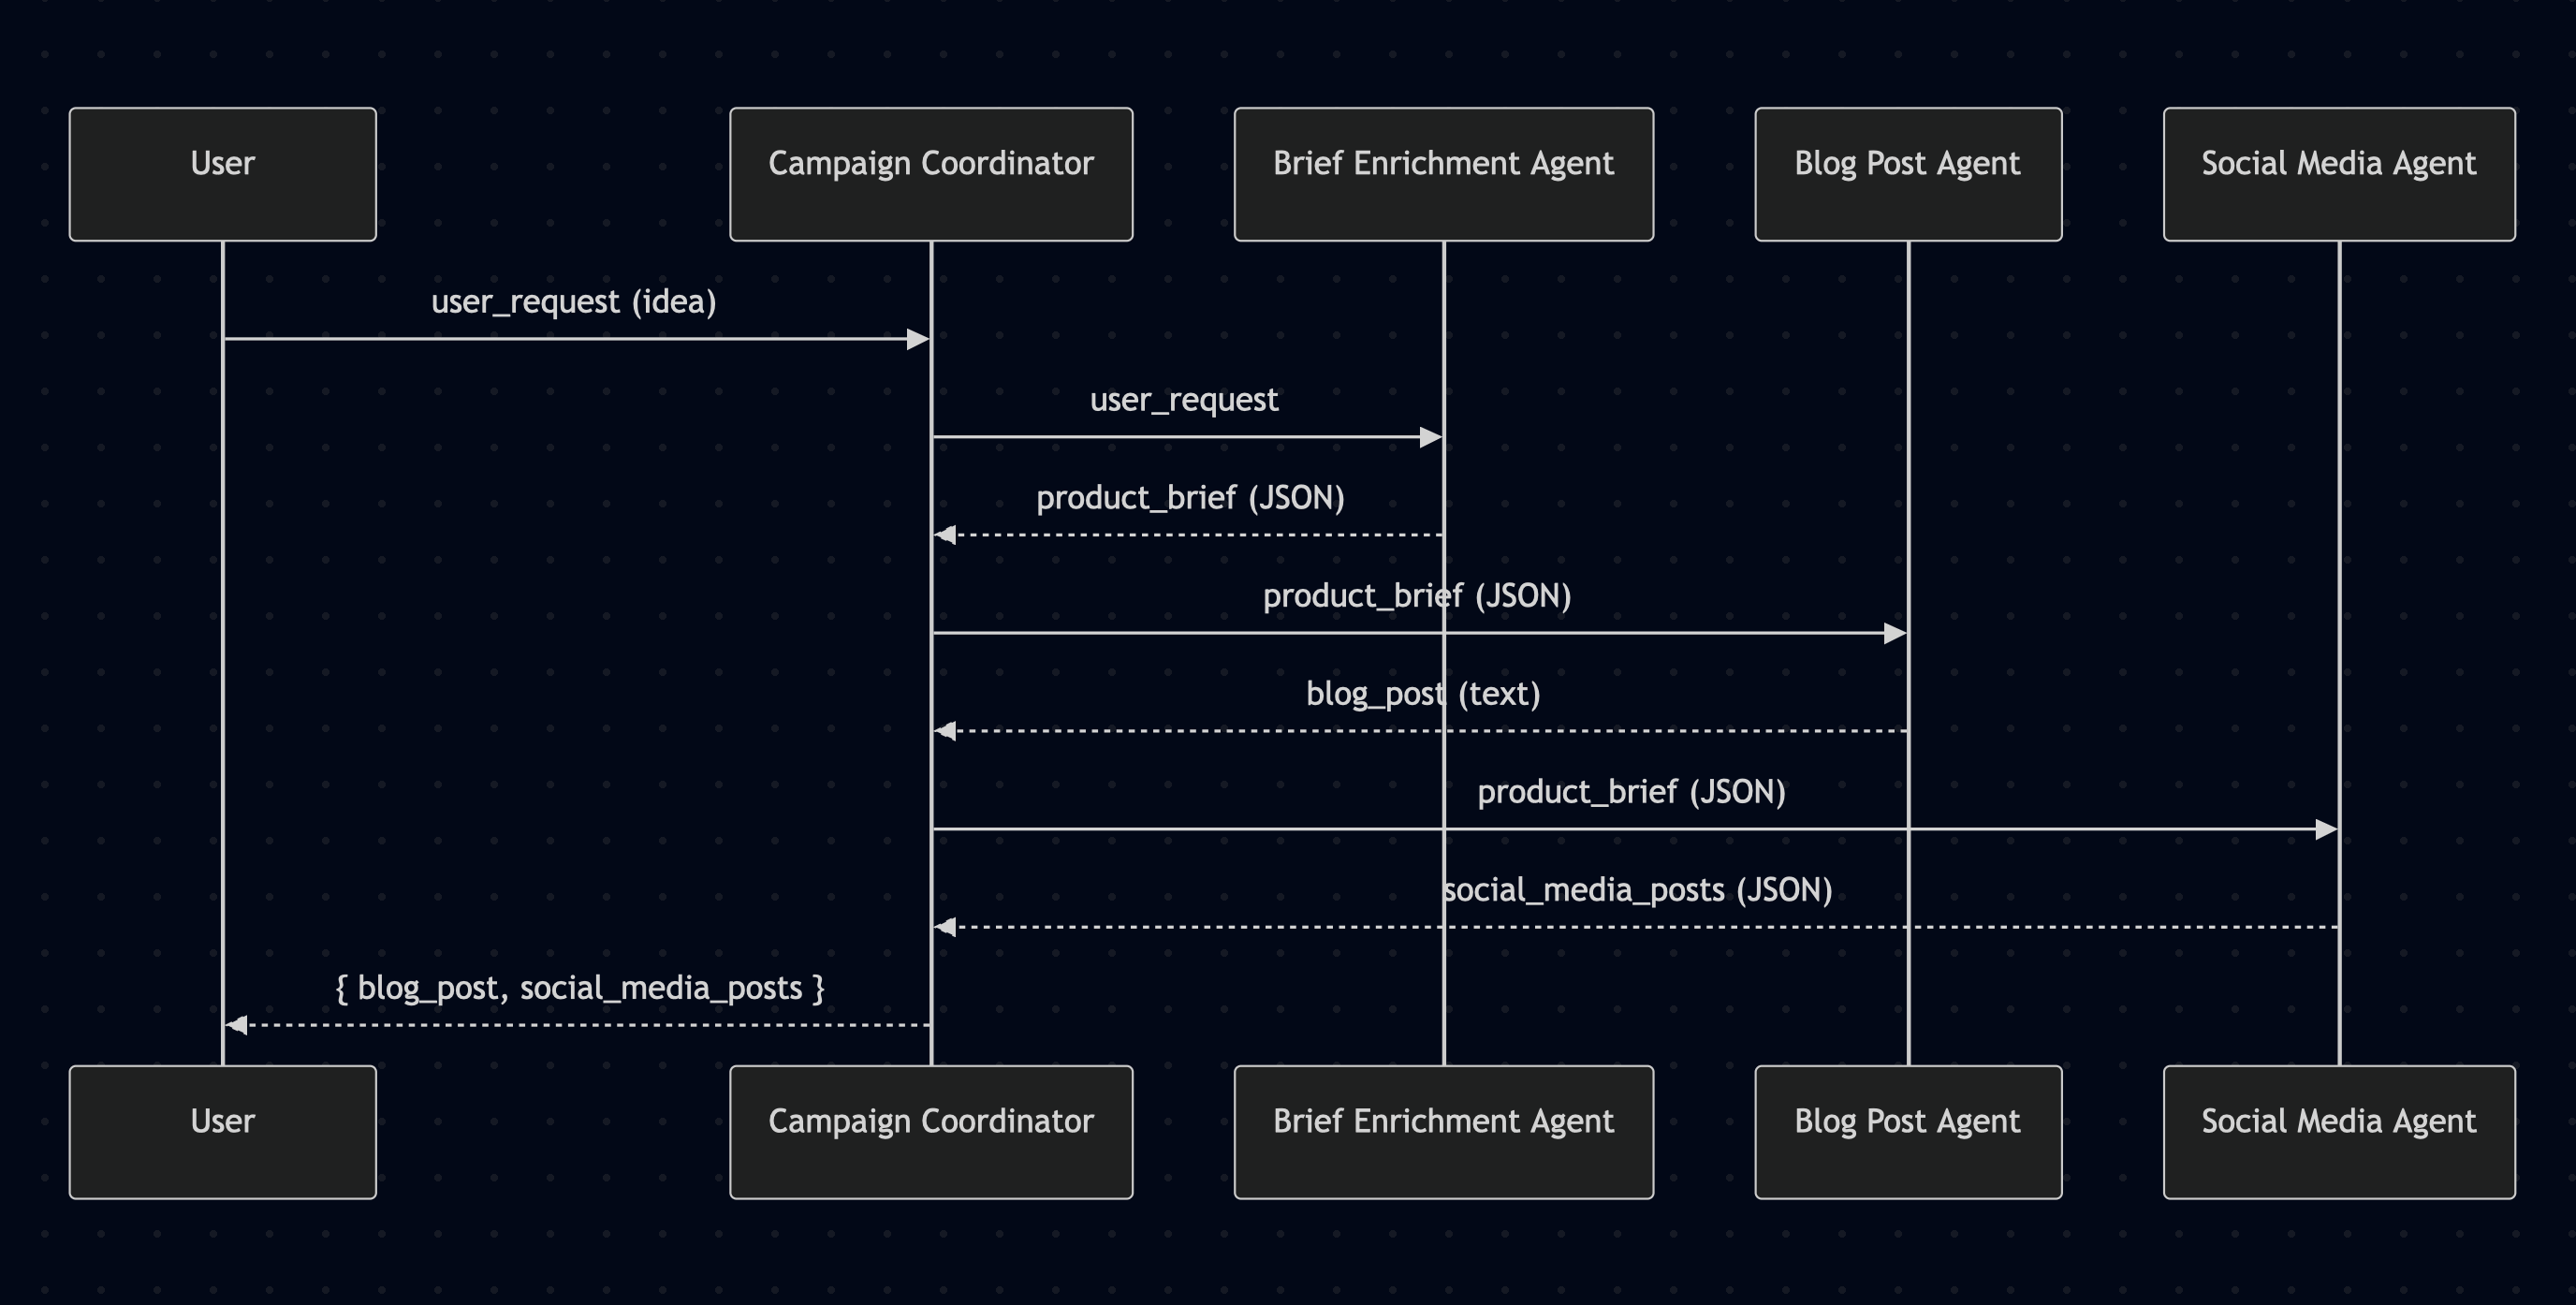 User
Campaign Coordinator
Brief Enrichment Agent
Blog Post Agent
Social Media Agent
user_request (idea)
user_request
product_brief (JSON)
product_brief (JSON)
blog_post (text)
product_brief (JSON)
social_media_posts (JSON)
{ blog_post, social_media_posts }
User
Campaign Coordinator
Brief Enrichment Agent
Blog Post Agent
Social Media Agent